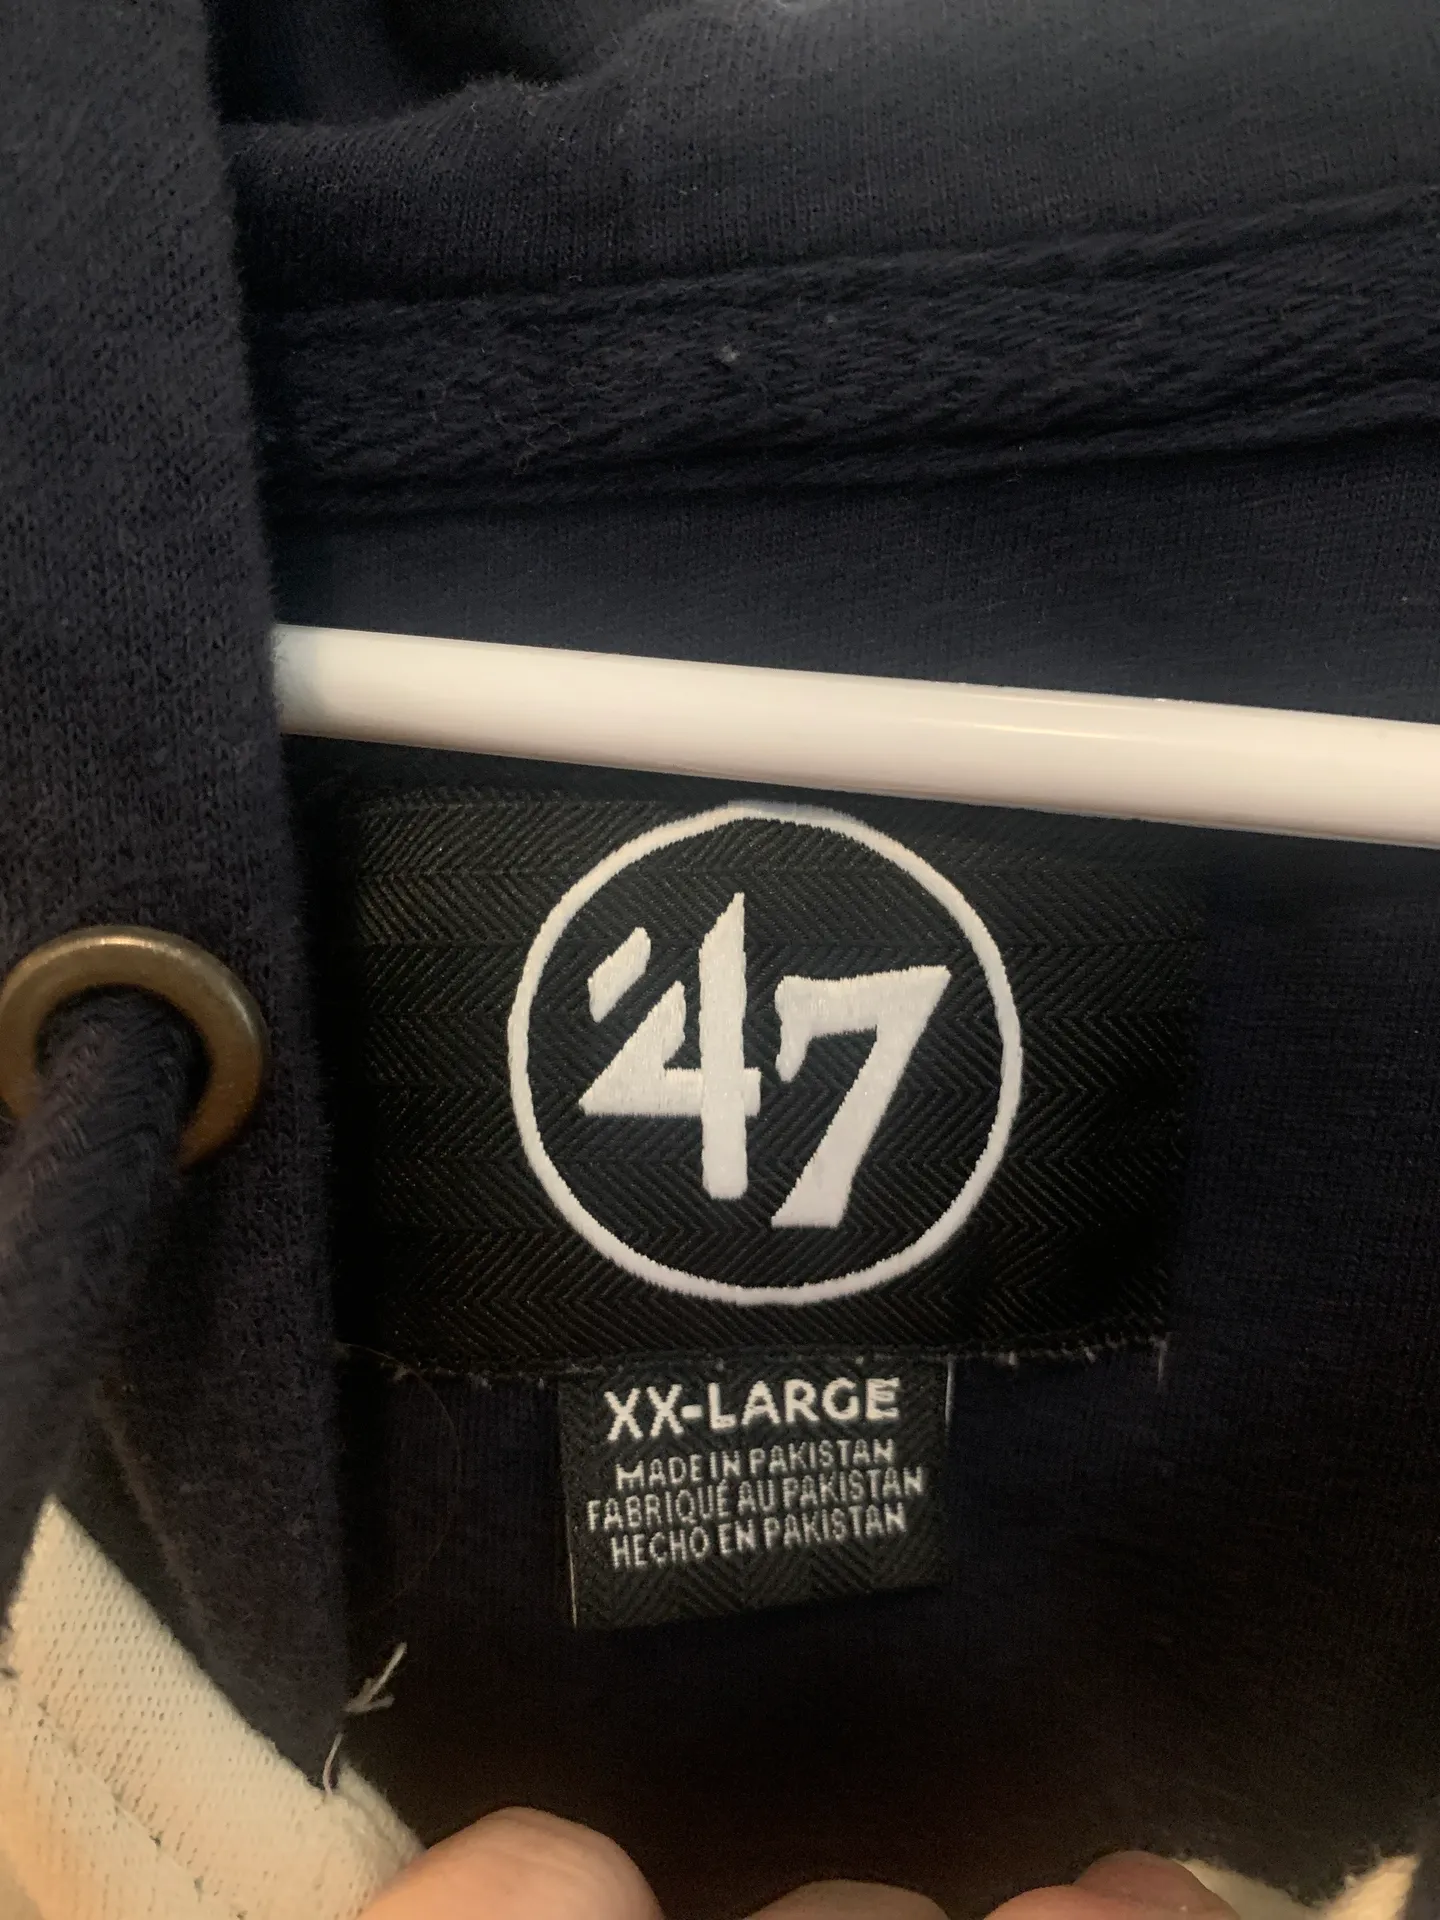 '47
XX-LARGE
MADE IN PAKISTAN
FABRIQUÉ AU PAKISTAN
HECHO EN PAKISTAN